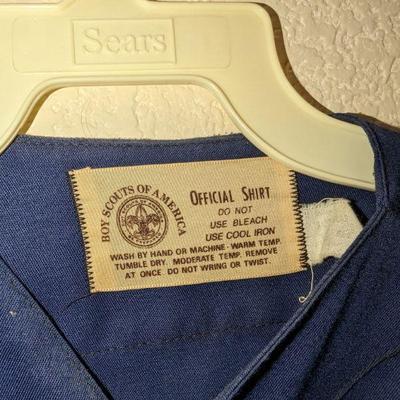 Sears
BOY SCOUTS OF AMERICA
OFFICIAL SHIRT
DO NOT
USE BLEACH
USE COOL IRON
WASH BY HAND OR MACHINE-WARM TEMP.
TUMBLE DRY. MODERATE TEMP. REMOVE
AT ONCE. DO NOT WRING OR TWIST.